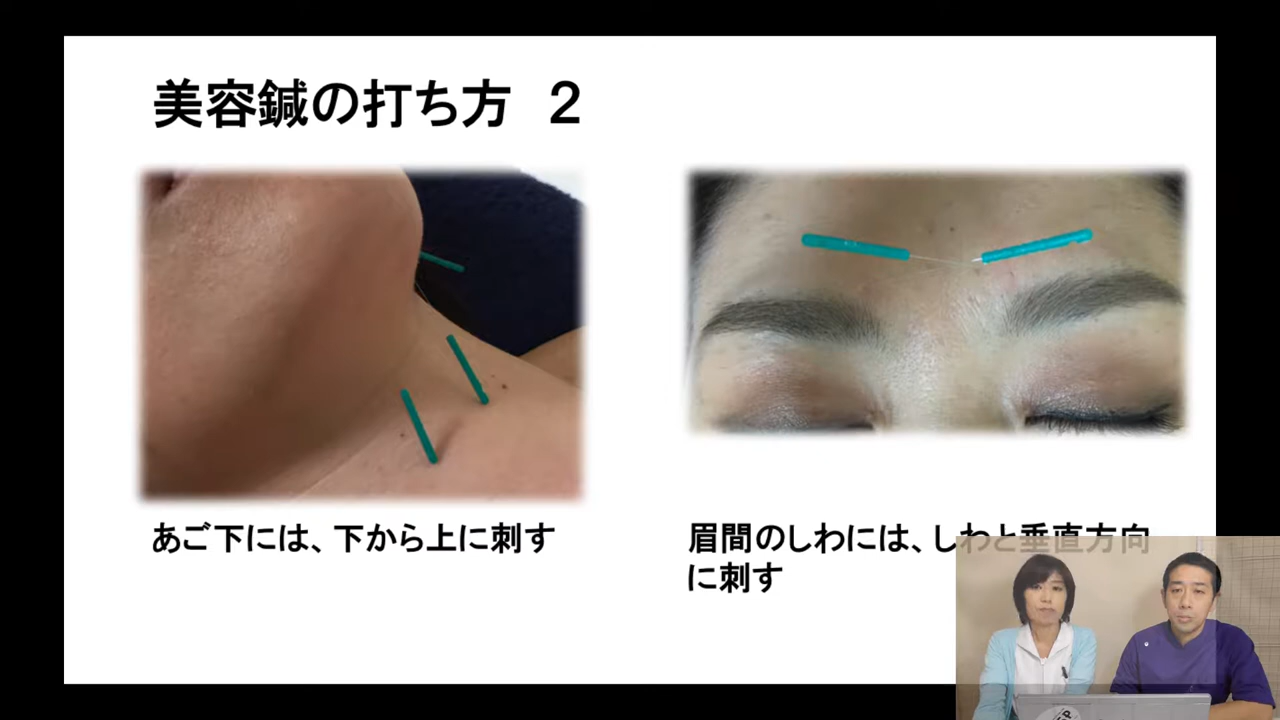 美容鍼の打ち方　２
あご下には、下から上に刺す
眉間のしわには、しわと垂直方向
に刺す